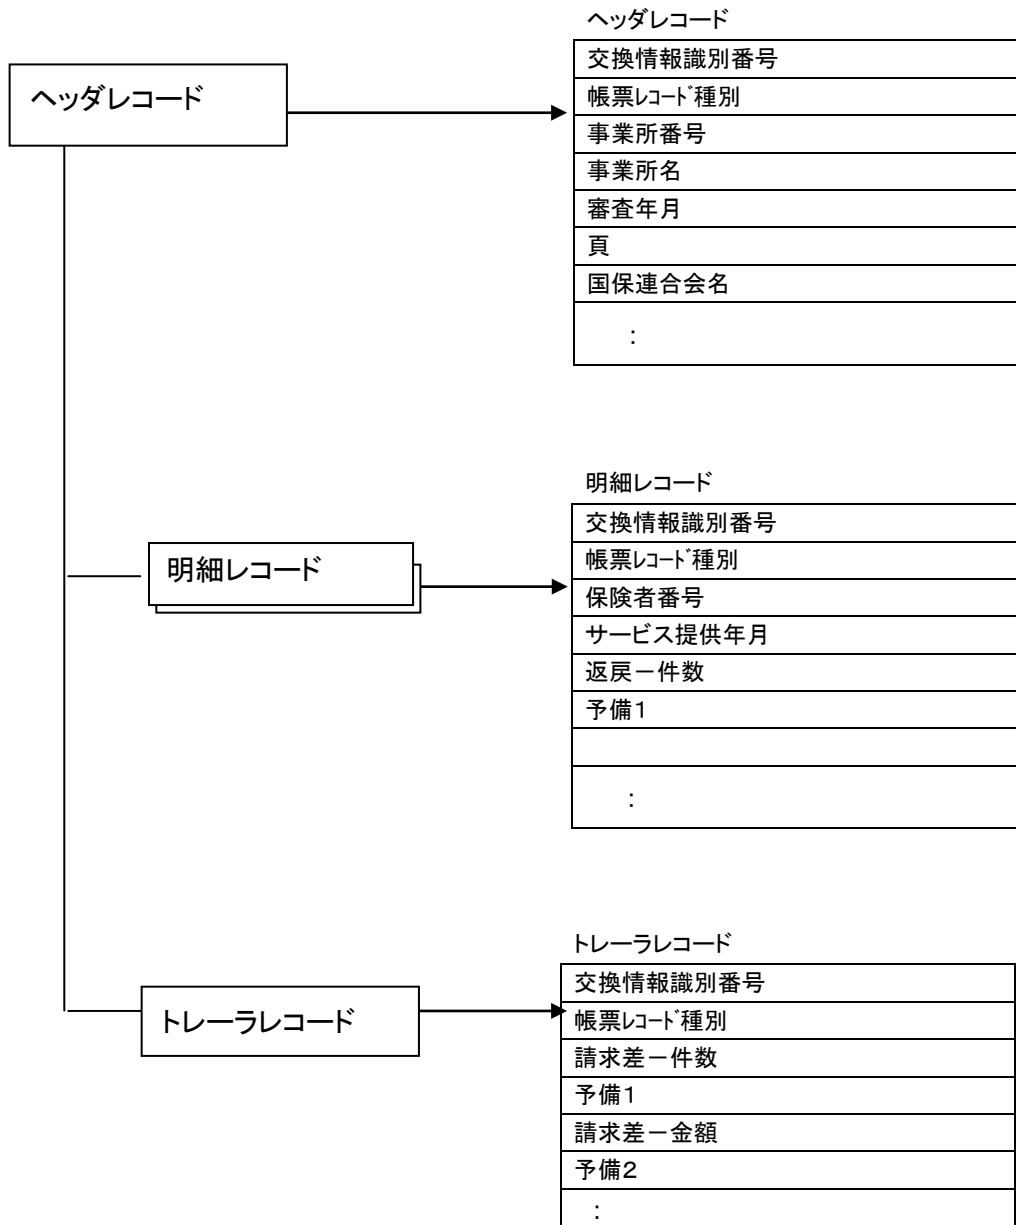 ヘッダレコード
ヘッダレコード
交換情報識別番号
帳票ﾚｺｰﾄﾞ種別
事業所番号
事業所名
審査年月
頁
国保連合会名
：
明細レコード
明細レコード
交換情報識別番号
帳票ﾚｺｰﾄﾞ種別
保険者番号
サービス提供年月
返戻－件数
予備１
：
トレーラレコード
トレーラレコード
交換情報識別番号
帳票ﾚｺｰﾄﾞ種別
請求差－件数
予備１
請求差－金額
予備２
：